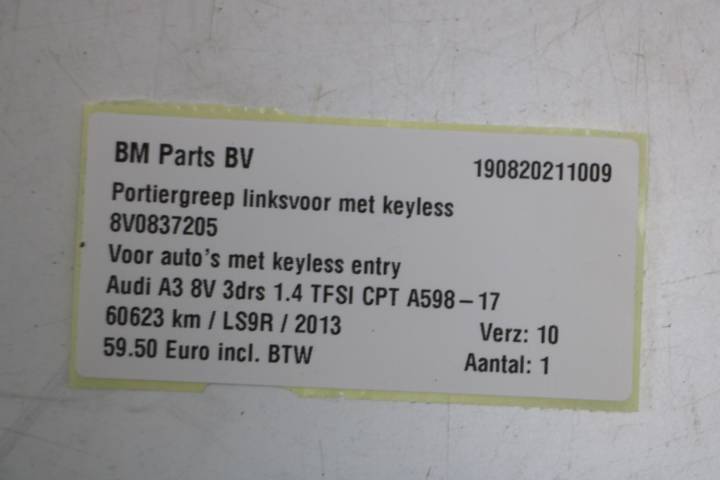 BM Parts BV 190820211009
Portiergreep linksvoor met keyless
8V0837205
Voor auto's met keyless entry
Audi A3 8V 3drs 1.4 TFSI CPT A598-17
60623 km / LS9R / 2013 Verz: 10
59.50 Euro incl. BTW Aantal: 1